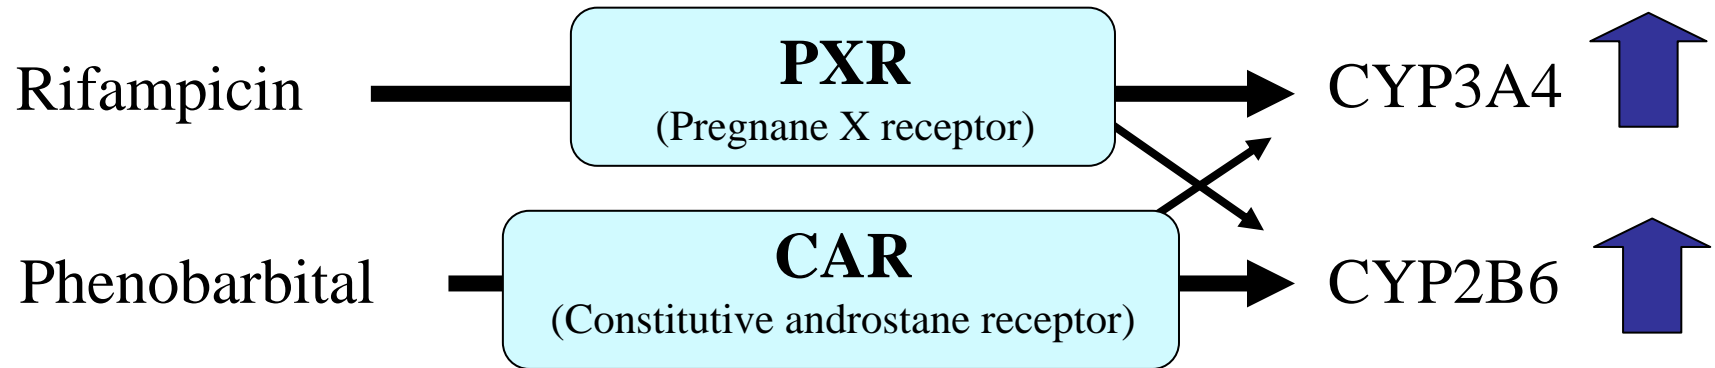 Rifampicin
PXR
(Pregnane X receptor)
CYP3A4
Phenobarbital
CAR
(Constitutive androstane receptor)
CYP2B6